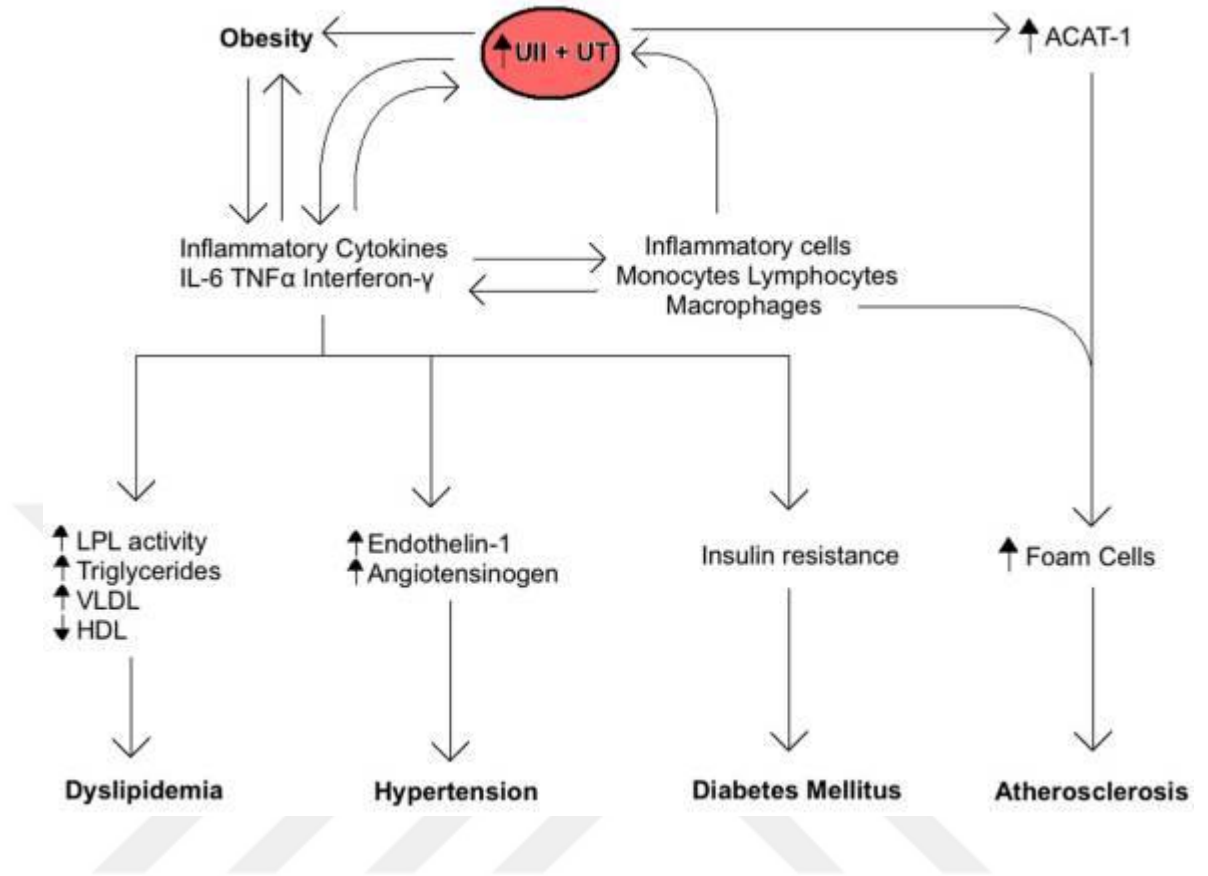 Obesity
UII + UT
ACAT-1
Inflammatory Cytokines
IL-6 TNFα Interferon-γ
Inflammatory cells
Monocytes Lymphocytes
Macrophages
LPL activity
Triglycerides
VLDL
HDL
Endothelin-1
Angiotensinogen
Insulin resistance
Foam Cells
Dyslipidemia
Hypertension
Diabetes Mellitus
Atherosclerosis